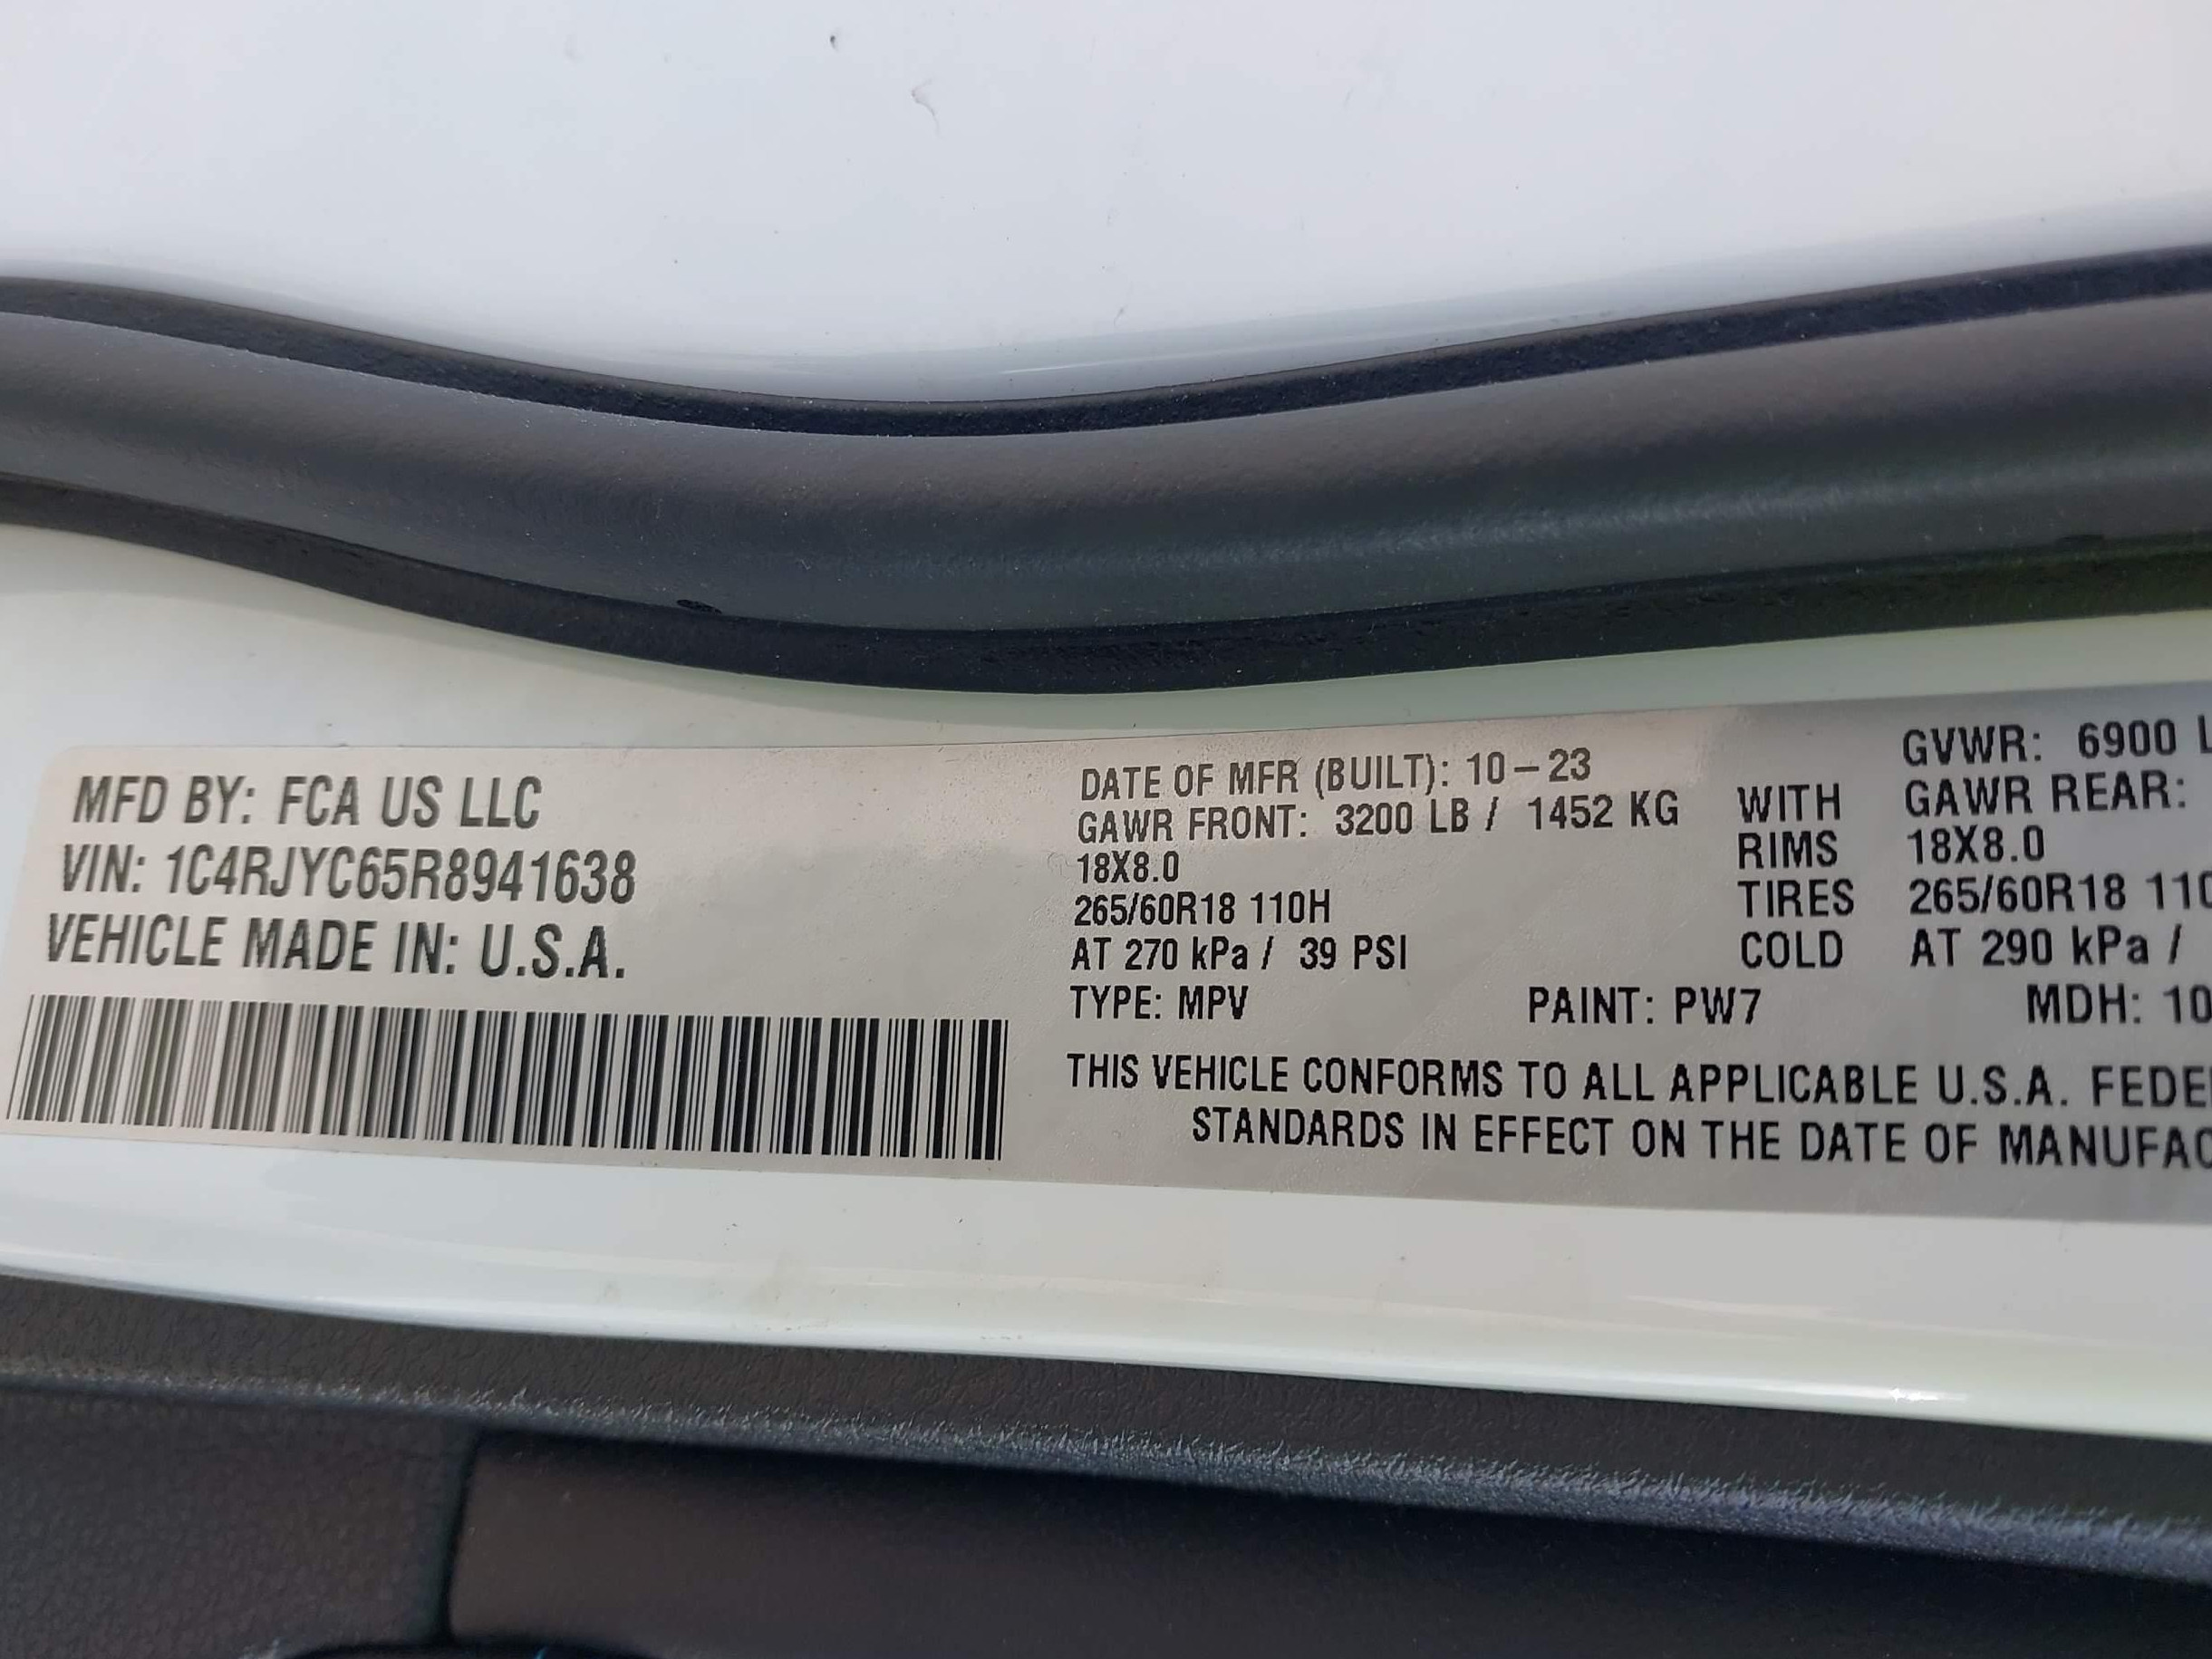 MFD BY: FCA US LLC
VIN: 1C4RJYC65R8941638
VEHICLE MADE IN: U.S.A.
DATE OF MFR (BUILT): 10-23
GVWR: 6900
GAWR FRONT: 3200 LB / 1452 KG WITH GAWR REAR:
18X8.0 RIMS 18X8.0
265/60R18 110H TIRES 265/60R18
AT 270 kPa / 39 PSI COLD AT 290 kPa /
TYPE: MPV PAINT: PW7 MDH: 10
THIS VEHICLE CONFORMS TO ALL APPLICABLE U.S.A.
STANDARDS IN EFFECT ON THE DATE OF